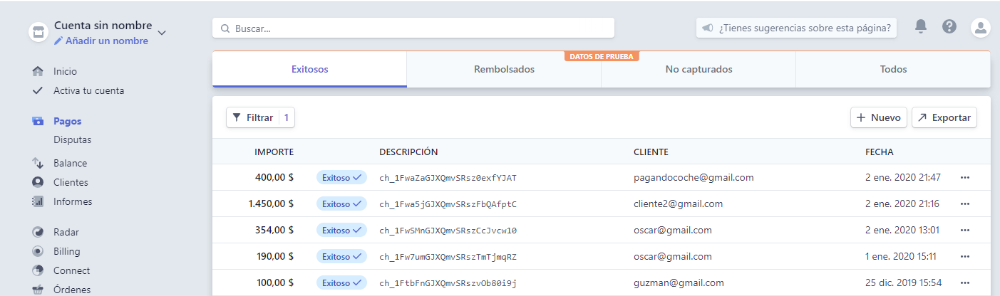 Cuenta sin nombre
Añadir un nombre
Buscar...
¿Tienes sugerencias sobre esta página?
Inicio
Activa tu cuenta
Pagos
Disputas
Balance
Clientes
Informes
Radar
Billing
Connect
Órdenes
DATOS DE PRUEBA
Exitosos Rembolsados No capturados Todos
Filtrar 1 Nuevo Exportar
IMPORTE DESCRIPCIÓN CLIENTE FECHA
400,00 $ Exitoso ch_1FwaZaGJXQmvSRsz0exfYJAT pagandocoche@gmail.com 2 ene. 2020 21:47
1.450,00 $ Exitoso ch_1Fwa5jGJXQmvSRszFbQAfptC cliente2@gmail.com 2 ene. 2020 21:16
354,00 $ Exitoso ch_1FwSMnGJXQmvSRszCcJvcw10 oscar@gmail.com 2 ene. 2020 13:01
190,00 $ Exitoso ch_1Fw7umGJXQmvSRszTmTjmqRZ oscar@gmail.com 1 ene. 2020 15:11
100,00 $ Exitoso ch_1FtbFnGJXQmvSRszvOb80i9j guzman@gmail.com 25 dic. 2019 15:54